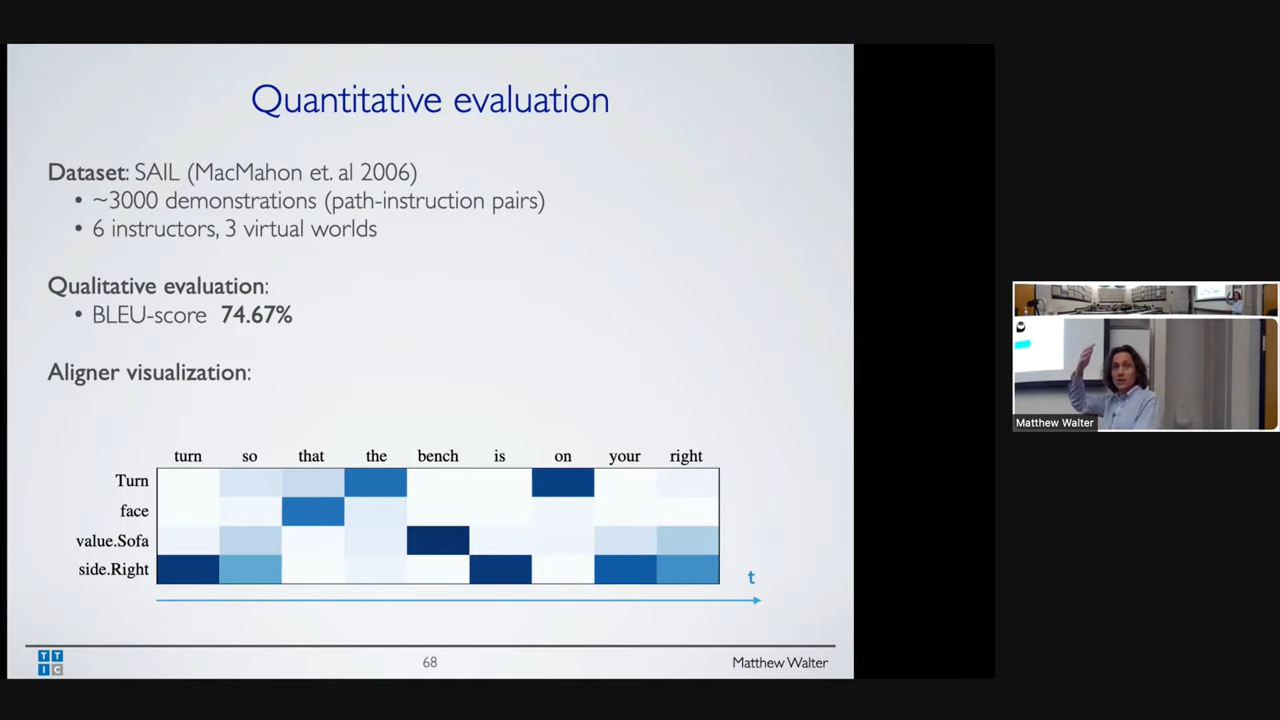 Quantitative evaluation
Dataset: SAIL (MacMahon et. al 2006)
• ~3000 demonstrations (path-instruction pairs)
• 6 instructors, 3 virtual worlds
Qualitative evaluation:
• BLEU-score 74.67%
Aligner visualization:
turn so that the bench is on your right
Turn
face
value.Sofa
side.Right
t
TTIC
68
Matthew Walter
Matthew Walter